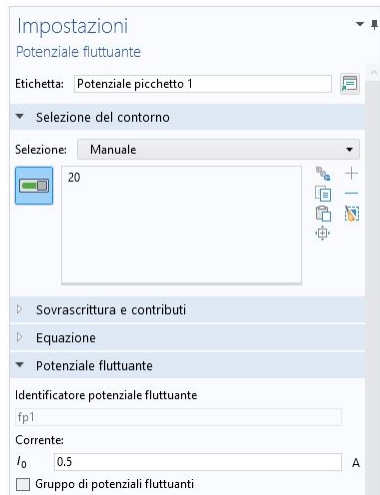 Impostazioni
Potenziale fluttuante
Etichetta: Potenziale picchetto 1
Selezione del contorno
Selezione: Manuale
20
Sovrascrittura e contributi
Equazione
Potenziale fluttuante
Identificatore potenziale fluttuante
fp1
Corrente:
I₀ 0.5 A
Gruppo di potenziali fluttuanti